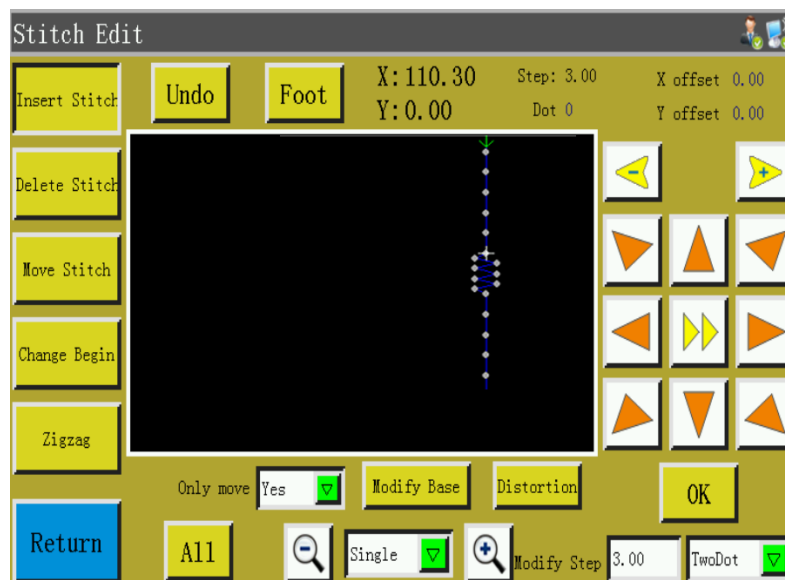 Stitch Edit
Insert Stitch
Undo
Foot
X:110.30
Y:0.00
Step: 3.00
Dot 0
X offset 0.00
Y offset 0.00
Delete Stitch
Move Stitch
Change Begin
Zigzag
Return
Only move Yes
Modify Base
Distortion
OK
All
Single
Modify Step 3.00
TwoDot